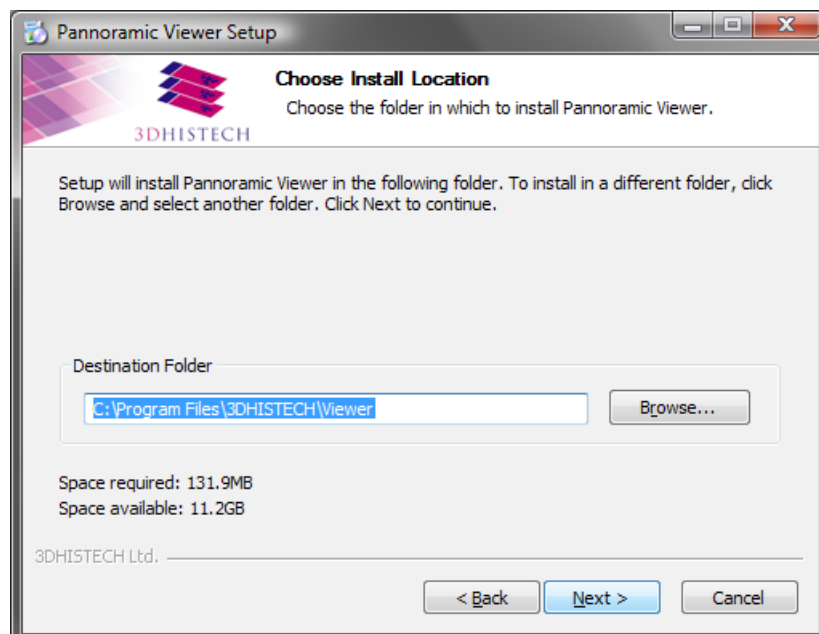 Pannoramic Viewer Setup
3DHISTECH
Choose Install Location
Choose the folder in which to install Pannoramic Viewer.
Setup will install Pannoramic Viewer in the following folder. To install in a different folder, click
Browse and select another folder. Click Next to continue.
Destination Folder
C:\Program Files\3DHISTECH\Viewer
Browse...
Space required: 131.9MB
Space available: 11.2GB
3DHISTECH Ltd.
< Back
Next >
Cancel